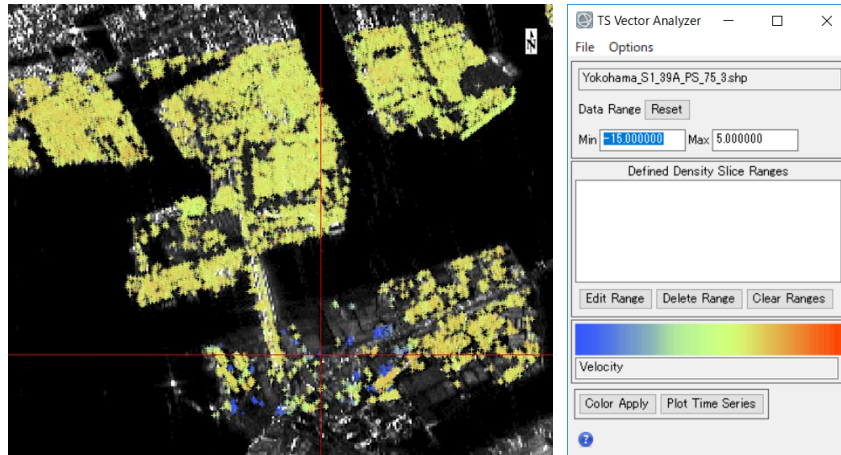 N
TS Vector Analyzer
File Options
Yokohama_S1_39A_PS_75_3.shp
Data Range Reset
Min -15.000000 Max 5.000000
Defined Density Slice Ranges
Edit Range Delete Range Clear Ranges
Velocity
Color Apply Plot Time Series
?